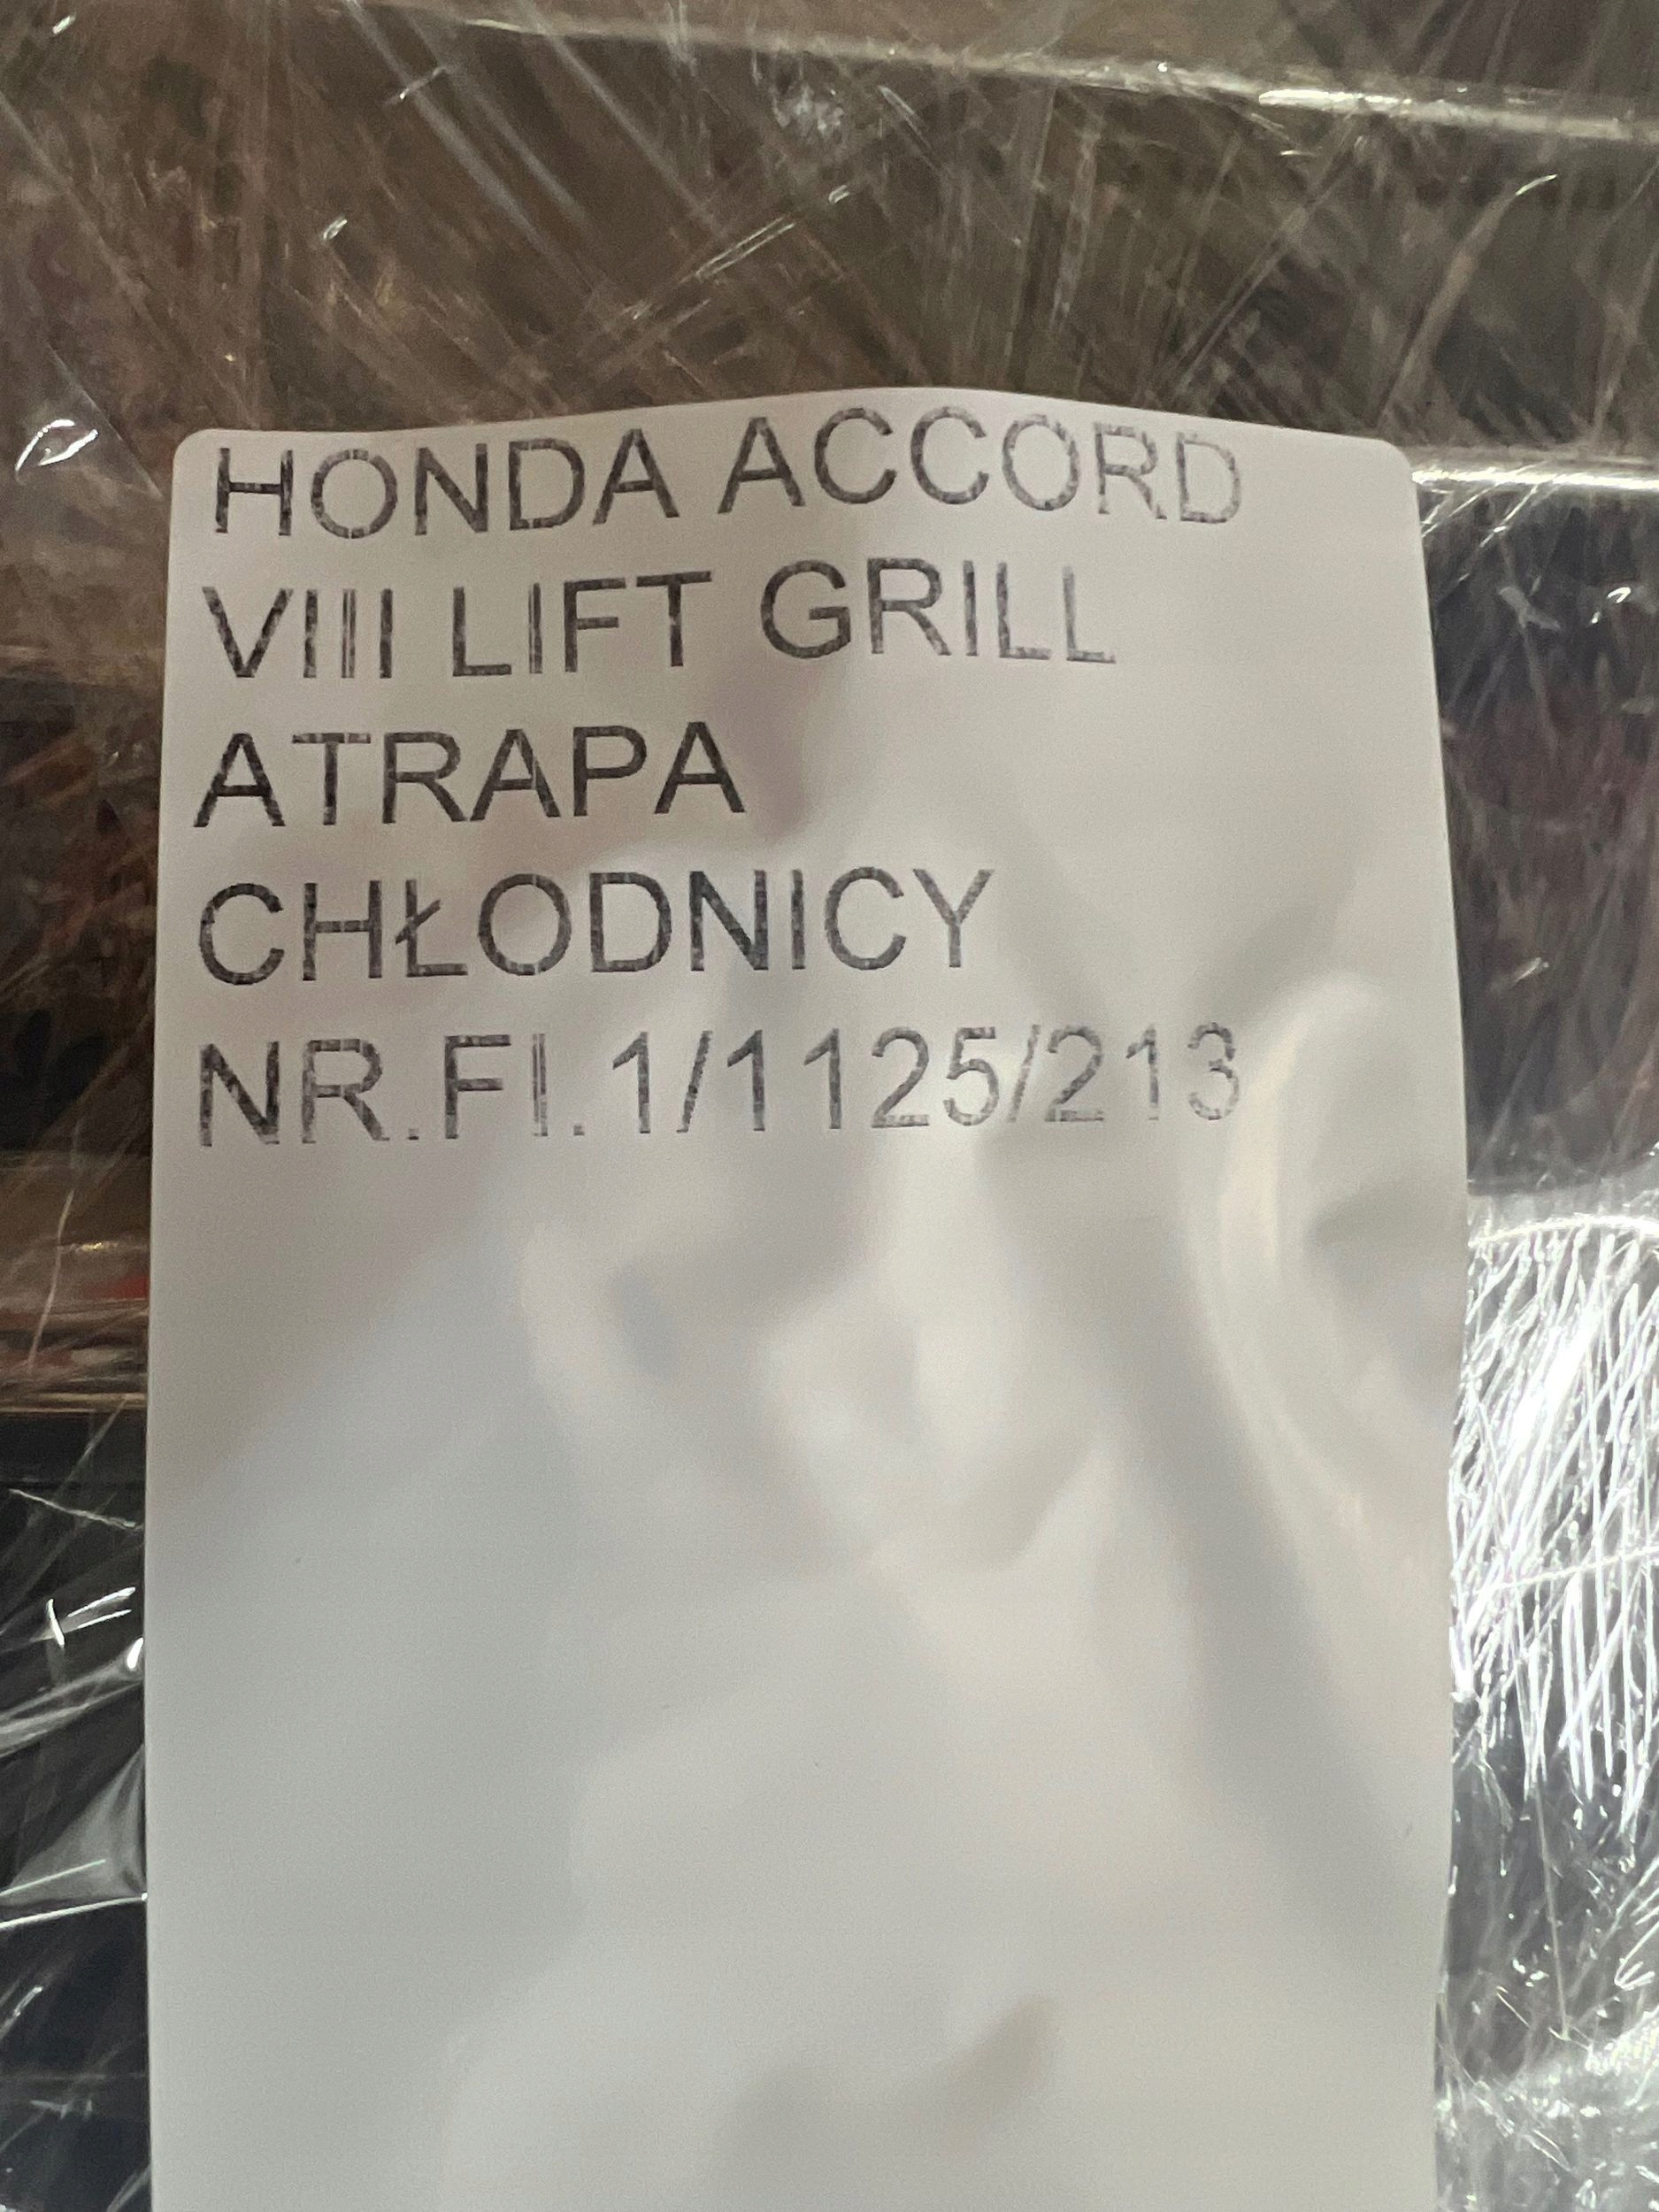 HONDA ACCORD
VIII LIFT GRILL
ATRAPA
CHŁODNICY
NR.FI.1/1125/213